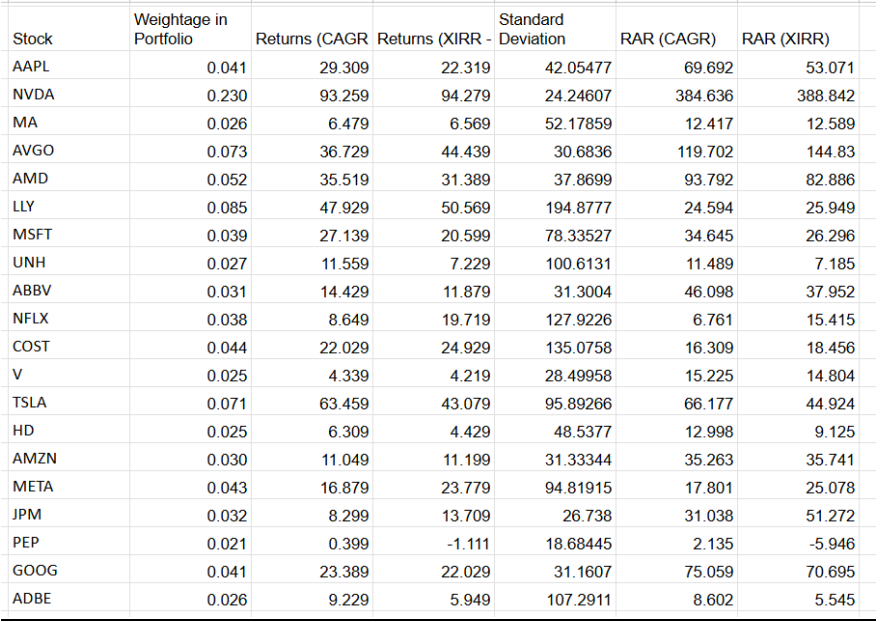 Stock Weightage in Portfolio Returns (CAGR Returns (XIRR - Standard Deviation RAR (CAGR) RAR (XIRR)
AAPL 0.041 29.309 22.319 42.05477 69.692 53.071
NVDA 0.230 93.259 94.279 24.24607 384.636 388.842
MA 0.026 6.479 6.569 52.17859 12.417 12.589
AVGO 0.073 36.729 44.439 30.6836 119.702 144.83
AMD 0.052 35.519 31.389 37.8699 93.792 82.886
LLY 0.085 47.929 50.569 194.8777 24.594 25.949
MSFT 0.039 27.139 20.599 78.33527 34.645 26.296
UNH 0.027 11.559 7.229 100.6131 11.489 7.185
ABBV 0.031 14.429 11.879 31.3004 46.098 37.952
NFLX 0.038 8.649 19.719 127.9226 6.761 15.415
COST 0.044 22.029 24.929 135.0758 16.309 18.456
V 0.025 4.339 4.219 28.49958 15.225 14.804
TSLA 0.071 63.459 43.079 95.89266 66.177 44.924
HD 0.025 6.309 4.429 48.5377 12.998 9.125
AMZN 0.030 11.049 11.199 31.33344 35.263 35.741
META 0.043 16.879 23.779 94.81915 17.801 25.078
JPM 0.032 8.299 13.709 26.738 31.038 51.272
PEP 0.021 0.399 -1.111 18.68445 2.135 -5.946
GOOG 0.041 23.389 22.029 31.1607 75.059 70.695
ADBE 0.026 9.229 5.949 107.2911 8.602 5.545